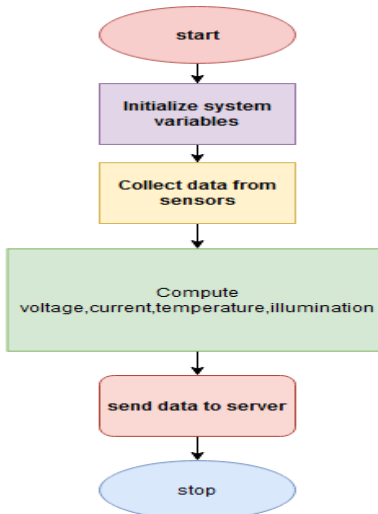 start
Initialize system
variables
Collect data from
sensors
Compute
voltage,current,temperature,illumination
send data to server
stop